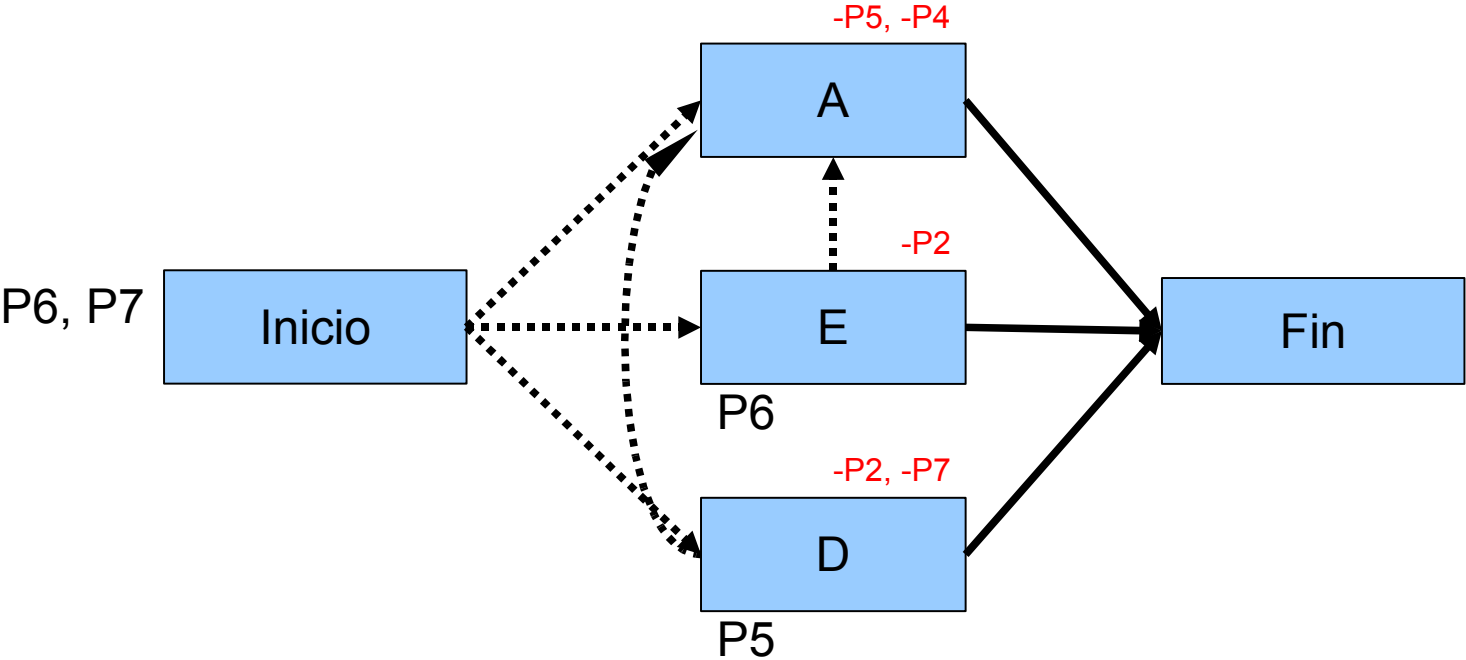 -P5, -P4
A
-P2
P6, P7
Inicio
E
Fin
P6
-P2, -P7
D
P5